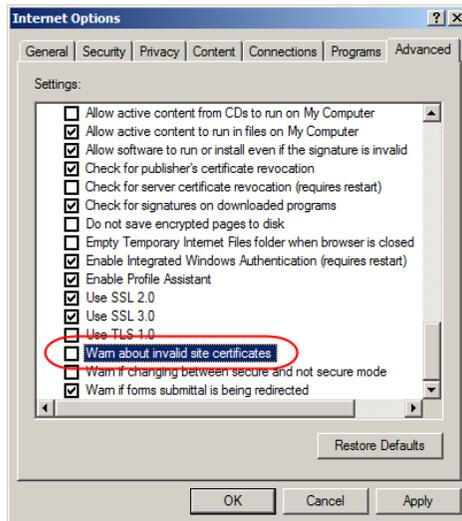 Internet Options
General Security Privacy Content Connections Programs Advanced
Settings:
Allow active content from CDs to run on My Computer
Allow active content to run in files on My Computer
Allow software to run or install even if the signature is invalid
Check for publisher's certificate revocation
Check for server certificate revocation (requires restart)
Check for signatures on downloaded programs
Do not save encrypted pages to disk
Empty Temporary Internet Files folder when browser is closed
Enable Integrated Windows Authentication (requires restart)
Enable Profile Assistant
Use SSL 2.0
Use SSL 3.0
Use TLS 1.0
Warn about invalid site certificates
Warn if changing between secure and not secure mode
Warn if forms submittal is being redirected
Restore Defaults
OK Cancel Apply